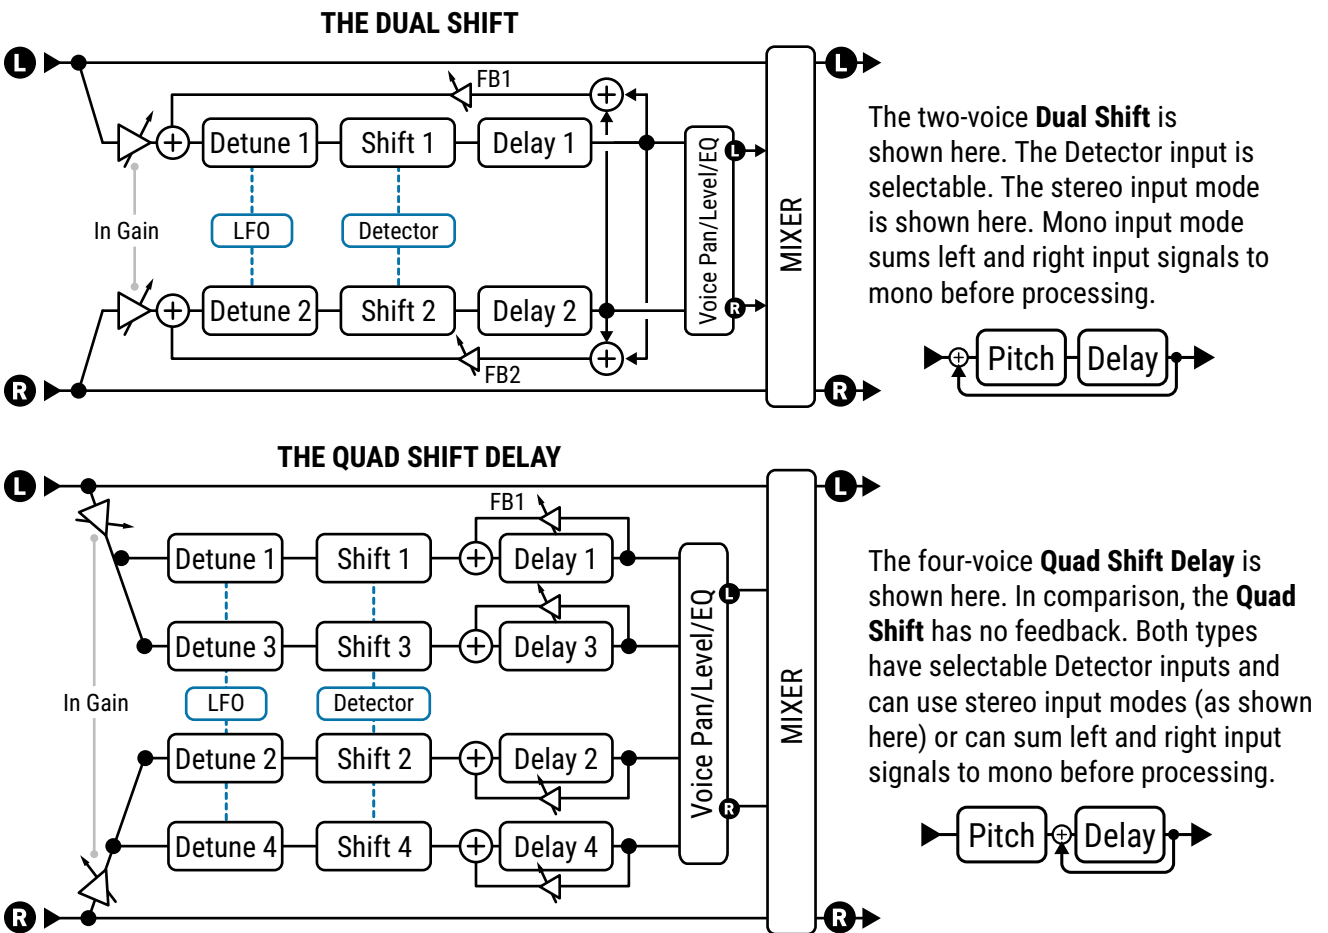 THE DUAL SHIFT
L
L
FB1
+
+
Detune 1
Shift 1
Delay 1
In Gain
LFO
Detector
Voice Pan/Level/EQ
L
R
MIXER
+
Detune 2
Shift 2
Delay 2
+
FB2
R
R
The two-voice Dual Shift is
shown here. The Detector input is
selectable. The stereo input mode
is shown here. Mono input mode
sums left and right input signals to
mono before processing.
+
Pitch
Delay
THE QUAD SHIFT DELAY
L
L
FB1
Detune 1
Shift 1
+
Delay 1
Detune 3
Shift 3
+
Delay 3
In Gain
LFO
Detector
Voice Pan/Level/EQ
L
R
MIXER
Detune 2
Shift 2
+
Delay 2
Detune 4
Shift 4
+
Delay 4
R
R
The four-voice Quad Shift Delay is
shown here. In comparison, the Quad
Shift has no feedback. Both types
have selectable Detector inputs and
can use stereo input modes (as shown
here) or can sum left and right input
signals to mono before processing.
Pitch
+
Delay